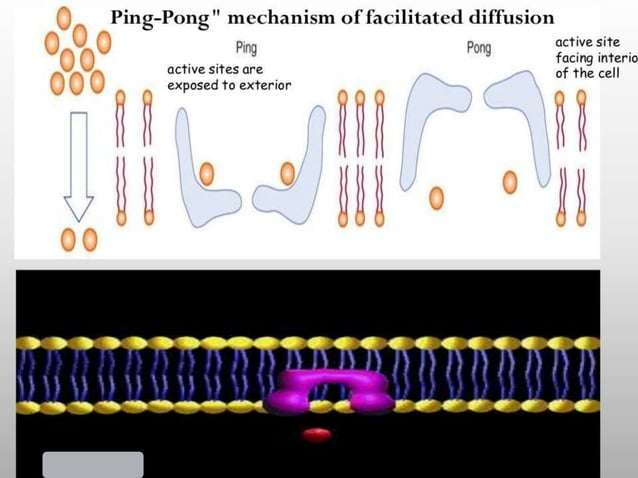 Ping-Pong" mechanism of facilitated diffusion
Ping
Pong
active sites are
exposed to exterior
active site
facing interio
of the cell